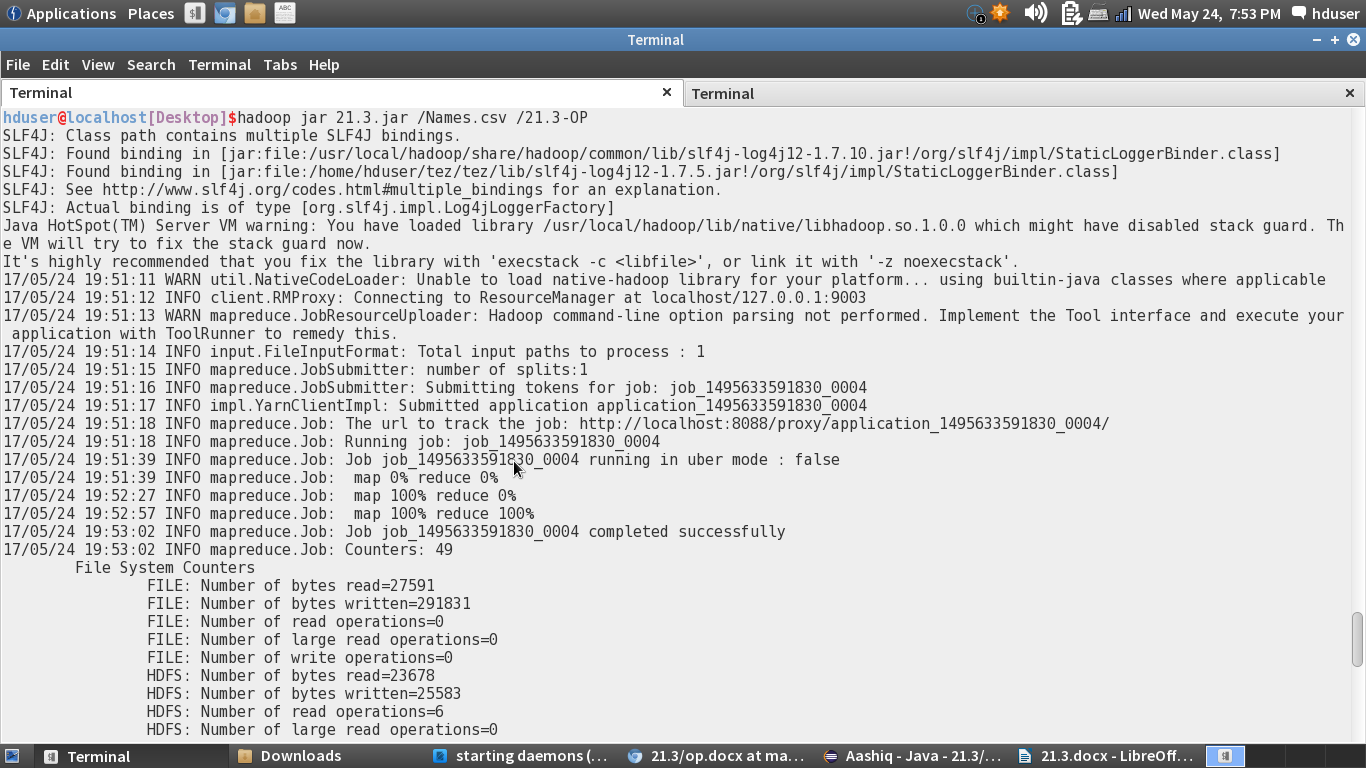 Applications Places Wed May 24, 7:53 PM hduser
Terminal
File Edit View Search Terminal Tabs Help
Terminal Terminal
hduser@localhost[Desktop]$hadoop jar 21.3.jar /Names.csv /21.3-OP
SLF4J: Class path contains multiple SLF4J bindings.
SLF4J: Found binding in [jar:file:/usr/local/hadoop/share/hadoop/common/lib/slf4j-log4j12-1.7.10.jar!/org/slf4j/impl/StaticLoggerBinder.class]
SLF4J: Found binding in [jar:file:/home/hduser/tez/tez/lib/slf4j-log4j12-1.7.5.jar!/org/slf4j/impl/StaticLoggerBinder.class]
SLF4J: See http://www.slf4j.org/codes.html#multiple_bindings for an explanation.
SLF4J: Actual binding is of type [org.slf4j.impl.Log4jLoggerFactory]
Java HotSpot(TM) Server VM warning: You have loaded library /usr/local/hadoop/lib/native/libhadoop.so.1.0.0 which might have disabled stack guard. Th
e VM will try to fix the stack guard now.
It's highly recommended that you fix the library with 'execstack -c <libfile>', or link it with '-z noexecstack'.
17/05/24 19:51:11 WARN util.NativeCodeLoader: Unable to load native-hadoop library for your platform... using builtin-java classes where applicable
17/05/24 19:51:12 INFO client.RMProxy: Connecting to ResourceManager at localhost/127.0.0.1:9003
17/05/24 19:51:13 WARN mapreduce.JobResourceUploader: Hadoop command-line option parsing not performed. Implement the Tool interface and execute your
application with ToolRunner to remedy this.
17/05/24 19:51:14 INFO input.FileInputFormat: Total input paths to process : 1
17/05/24 19:51:15 INFO mapreduce.JobSubmitter: number of splits:1
17/05/24 19:51:16 INFO mapreduce.JobSubmitter: Submitting tokens for job: job_1495633591830_0004
17/05/24 19:51:17 INFO impl.YarnClientImpl: Submitted application application_1495633591830_0004
17/05/24 19:51:18 INFO mapreduce.Job: The url to track the job: http://localhost:8088/proxy/application_1495633591830_0004/
17/05/24 19:51:18 INFO mapreduce.Job: Running job: job_1495633591830_0004
17/05/24 19:51:39 INFO mapreduce.Job: Job job_1495633591830_0004 running in uber mode : false
17/05/24 19:51:39 INFO mapreduce.Job:  map 0% reduce 0%
17/05/24 19:52:27 INFO mapreduce.Job:  map 100% reduce 0%
17/05/24 19:52:57 INFO mapreduce.Job:  map 100% reduce 100%
17/05/24 19:53:02 INFO mapreduce.Job: Job job_1495633591830_0004 completed successfully
17/05/24 19:53:02 INFO mapreduce.Job: Counters: 49
File System Counters
FILE: Number of bytes read=27591
FILE: Number of bytes written=291831
FILE: Number of read operations=0
FILE: Number of large read operations=0
FILE: Number of write operations=0
HDFS: Number of bytes read=23678
HDFS: Number of bytes written=25583
HDFS: Number of read operations=6
HDFS: Number of large read operations=0
Terminal Downloads starting daemons (... 21.3/op.docx at ma... Aashiq - Java - 21.3/... 21.3.docx - LibreOff...